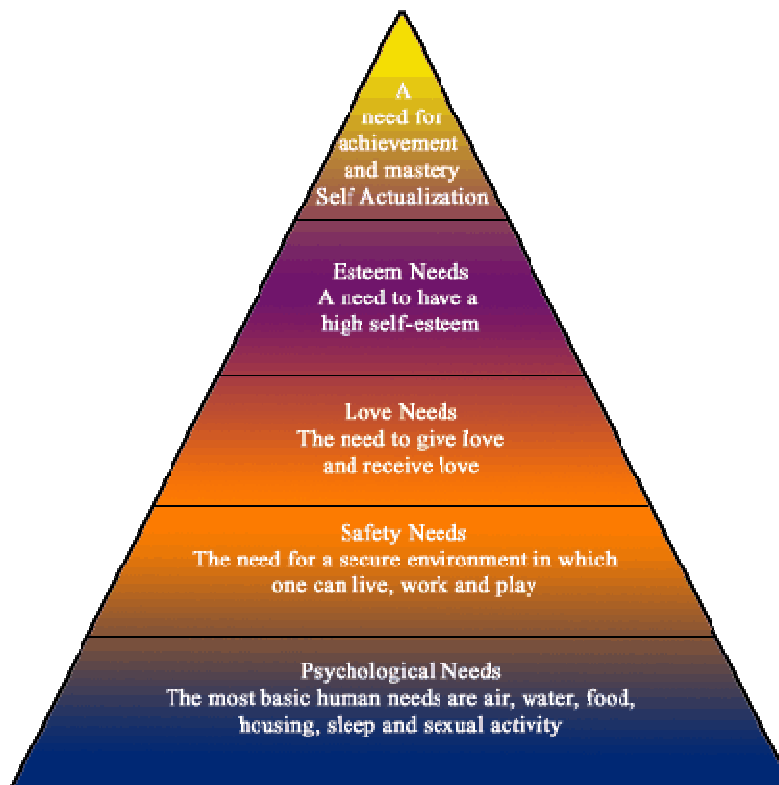 A
need for
achievement
and mastery
Self Actualization
Esteem Needs
A need to have a
high self-esteem
Love Needs
The need to give love
and receive love
Safety Needs
The need for a secure environment in which
one can live, work and play
Psychological Needs
The most basic human needs are air, water, food,
housing, sleep and sexual activity